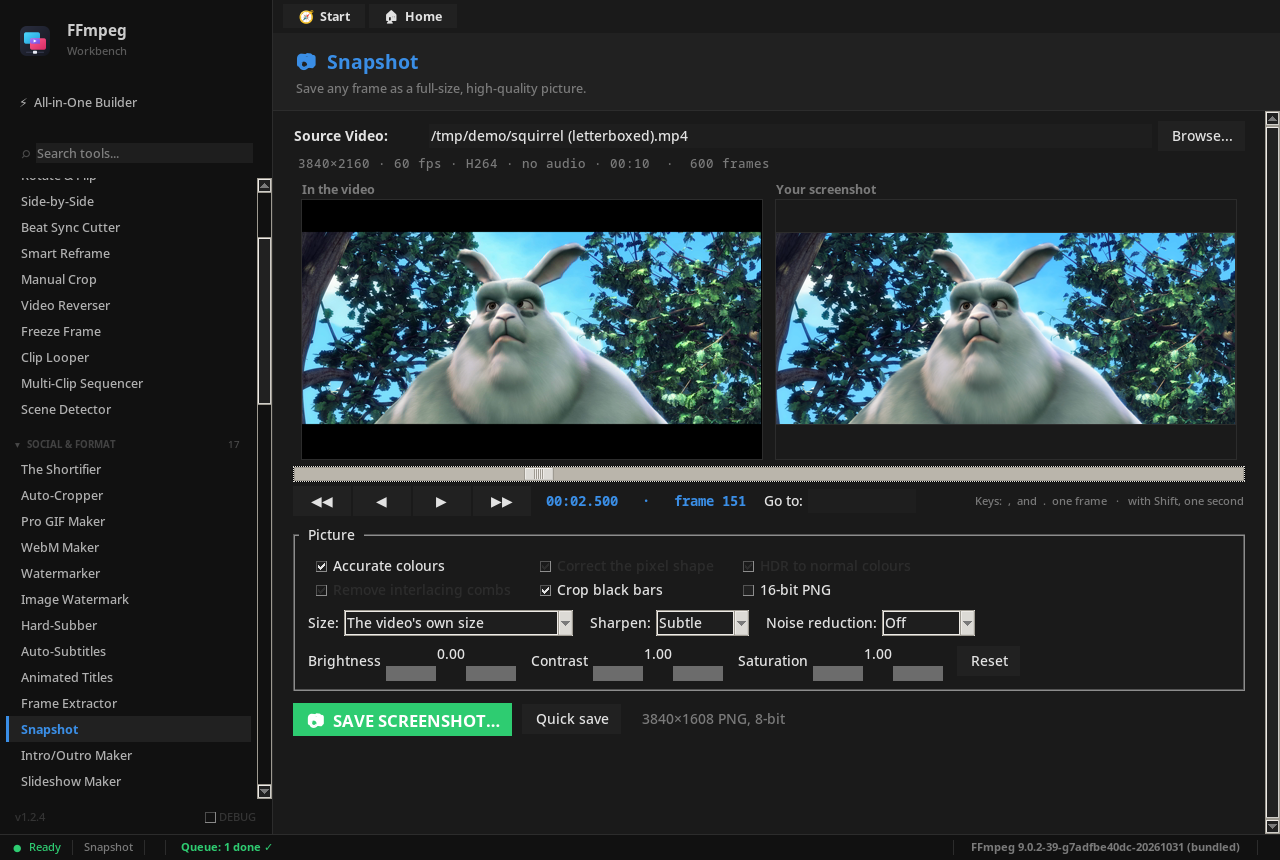 FFmpeg
Workbench
⚡ All-in-One Builder
Search tools...
Rotate & Flip
Side-by-Side
Beat Sync Cutter
Smart Reframe
Manual Crop
Video Reverser
Freeze Frame
Clip Looper
Multi-Clip Sequencer
Scene Detector
SOCIAL & FORMAT 17
The Shortifier
Auto-Cropper
Pro GIF Maker
WebM Maker
Watermarker
Image Watermark
Hard-Subber
Auto-Subtitles
Animated Titles
Frame Extractor
Snapshot
Intro/Outro Maker
Slideshow Maker
v1.2.4 DEBUG
Start Home
Snapshot
Save any frame as a full-size, high-quality picture.
Source Video: /tmp/demo/squirrel (letterboxed).mp4 Browse...
3840×2160 · 60 fps · H264 · no audio · 00:10 · 600 frames
In the video Your screenshot
00:02.500 · frame 151 Go to: Keys: , and . one frame · with Shift, one second
Picture
Accurate colours Correct the pixel shape HDR to normal colours
Remove interlacing combs Crop black bars 16-bit PNG
Size: The video's own size Sharpen: Subtle Noise reduction: Off
Brightness 0.00 Contrast 1.00 Saturation 1.00 Reset
SAVE SCREENSHOT... Quick save 3840×1608 PNG, 8-bit
Ready Snapshot Queue: 1 done ✓ FFmpeg 9.0.2-39-g7adfbe40dc-20261031 (bundled)